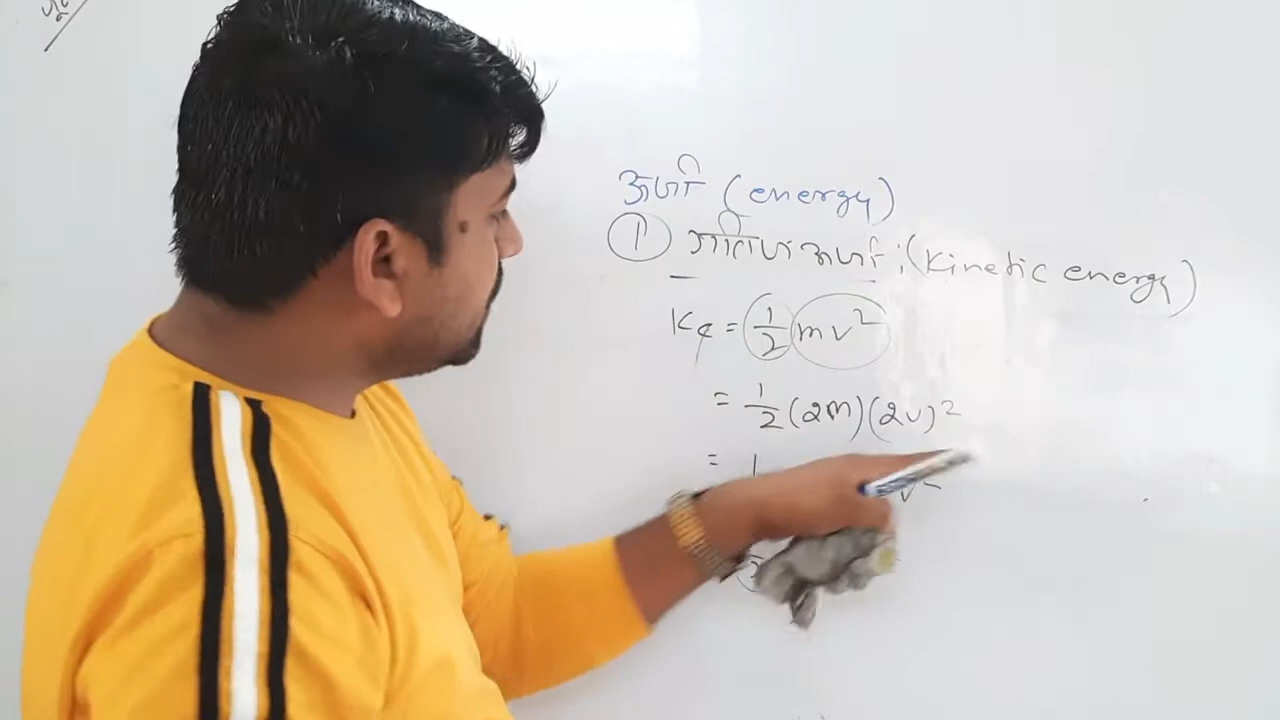 ऊर्जा (energy)
① गतिज ऊर्जा : (Kinetic energy)
Ke = 1/2 mv²
= 1/2 (2m)(2v)²
= 1